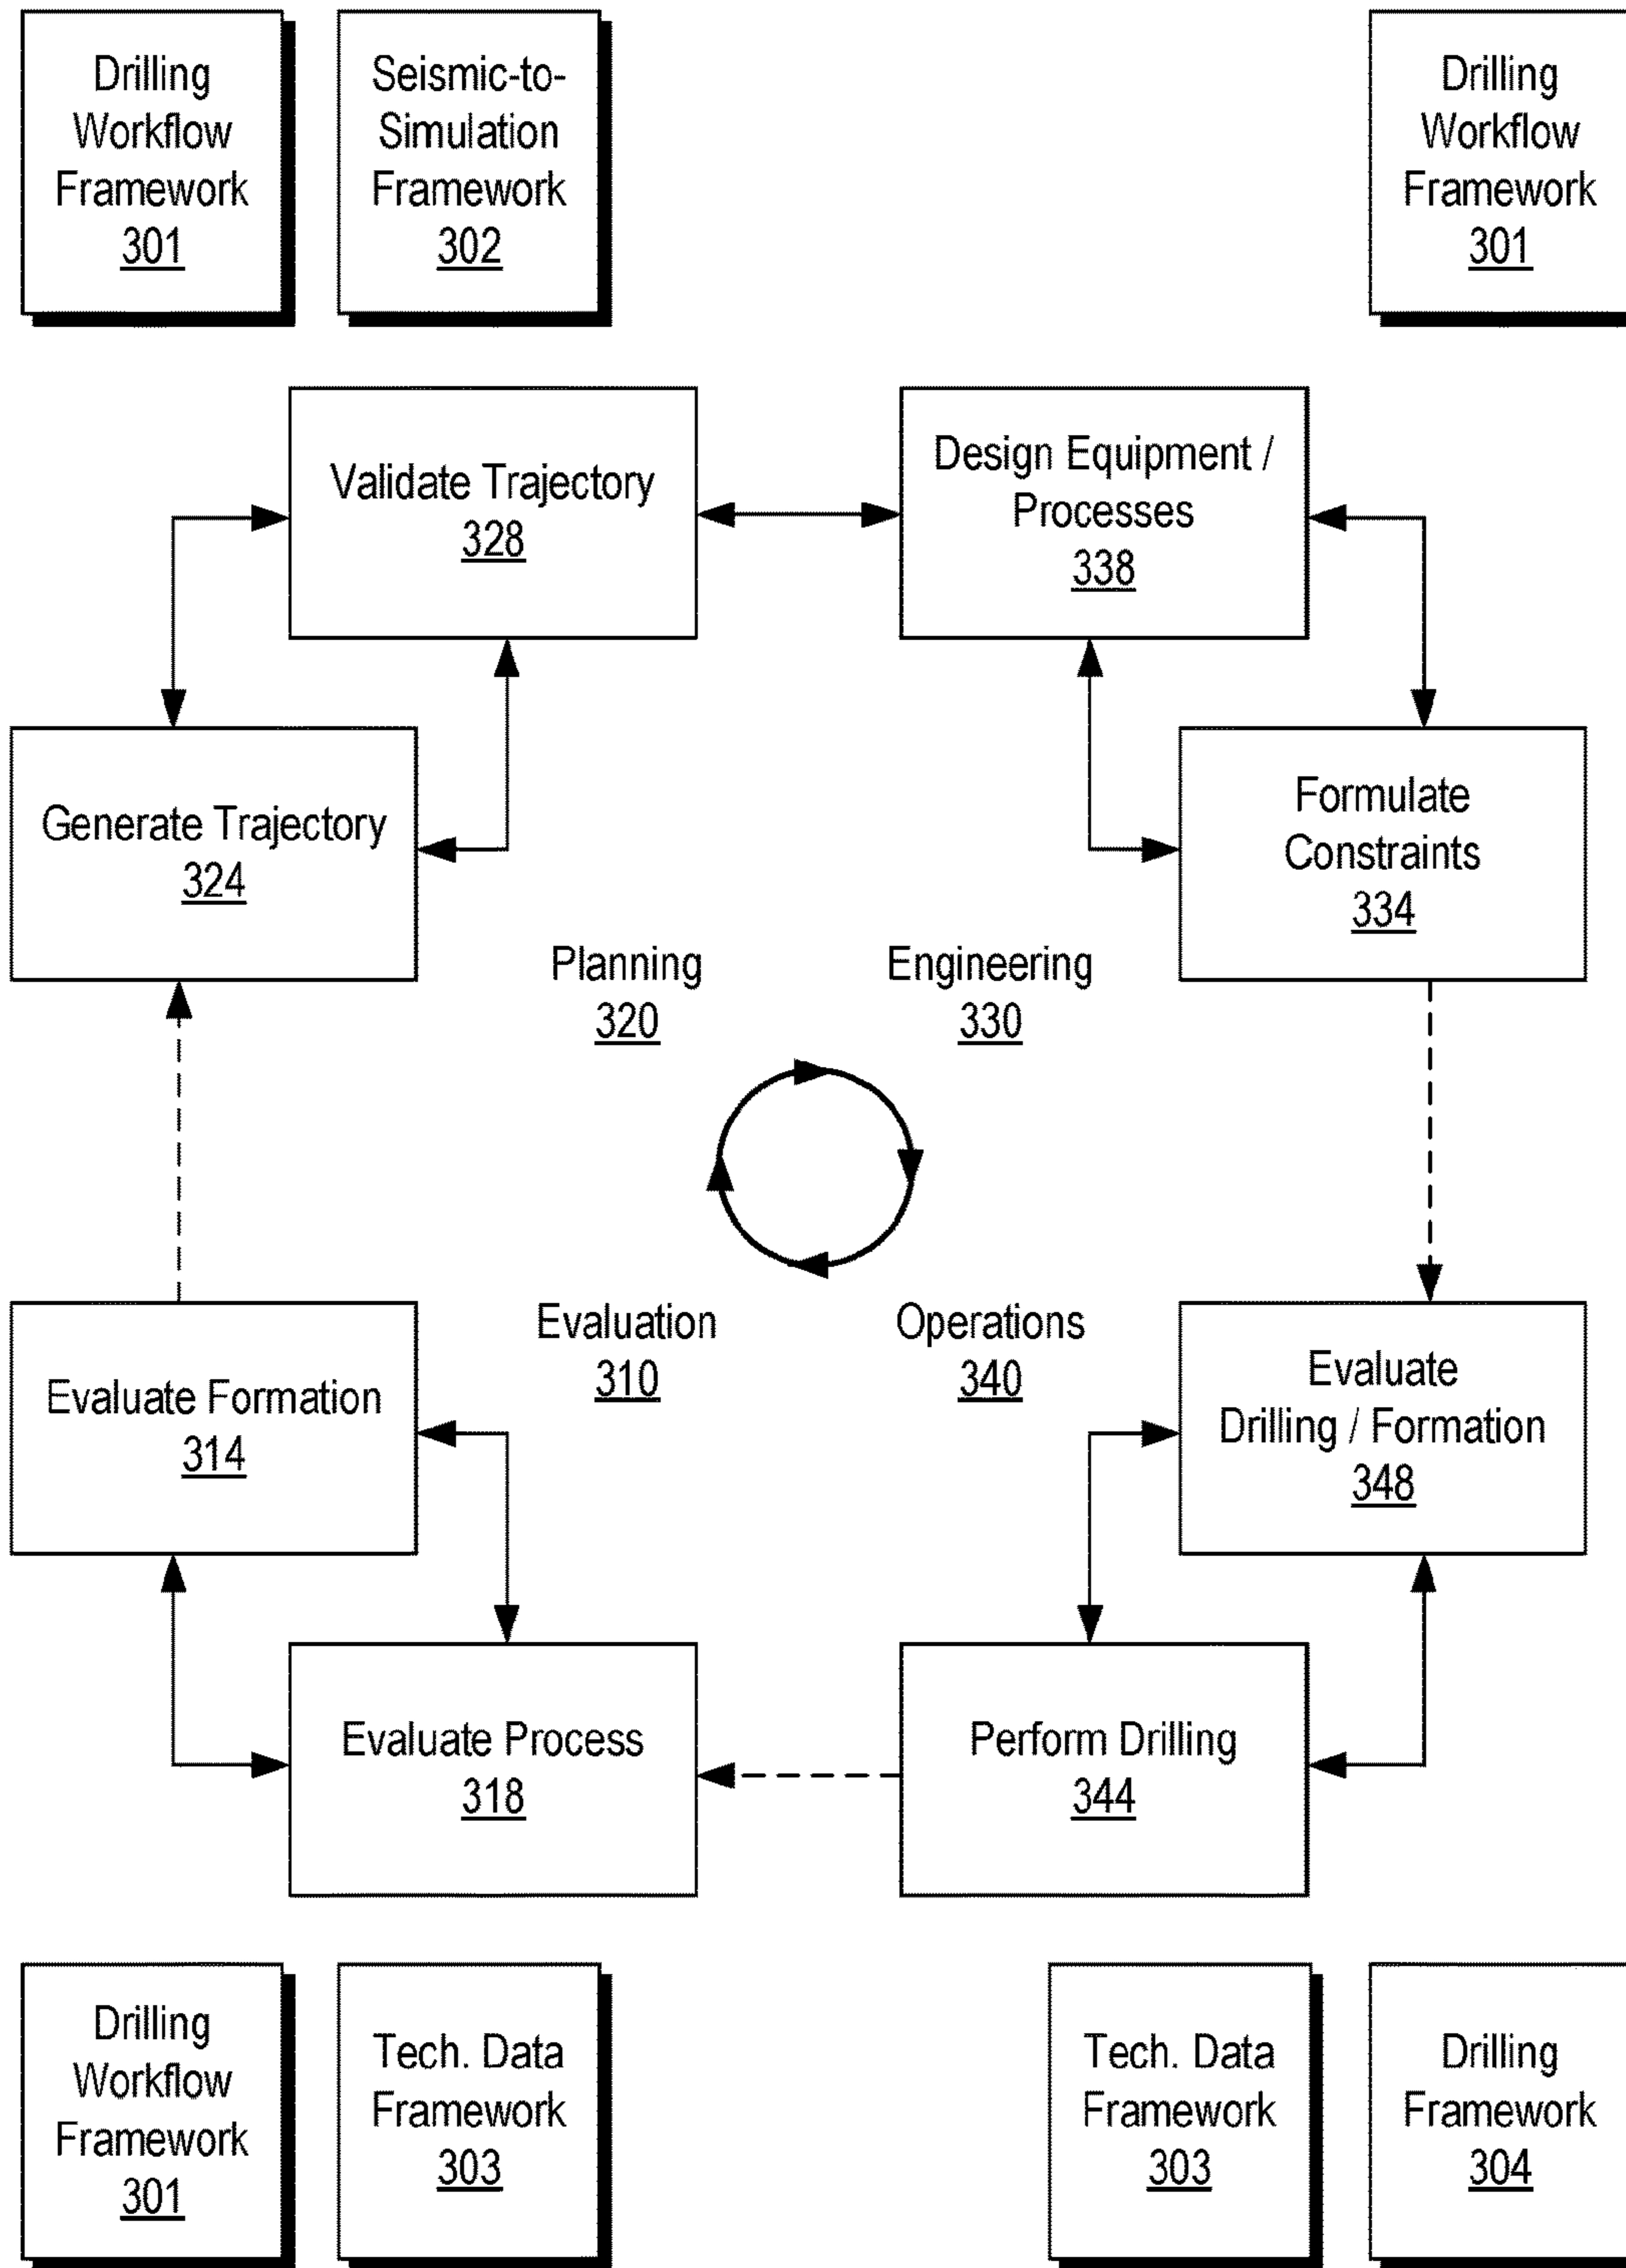 Drilling
Workflow
Framework
301
Seismic-to-
Simulation
Framework
302
Drilling
Workflow
Framework
301
Validate Trajectory
328
Design Equipment /
Processes
338
Generate Trajectory
324
Formulate
Constraints
334
Planning
320
Engineering
330
Evaluation
310
Operations
340
Evaluate Formation
314
Evaluate
Drilling / Formation
348
Evaluate Process
318
Perform Drilling
344
Drilling
Workflow
Framework
301
Tech. Data
Framework
303
Tech. Data
Framework
303
Drilling
Framework
304